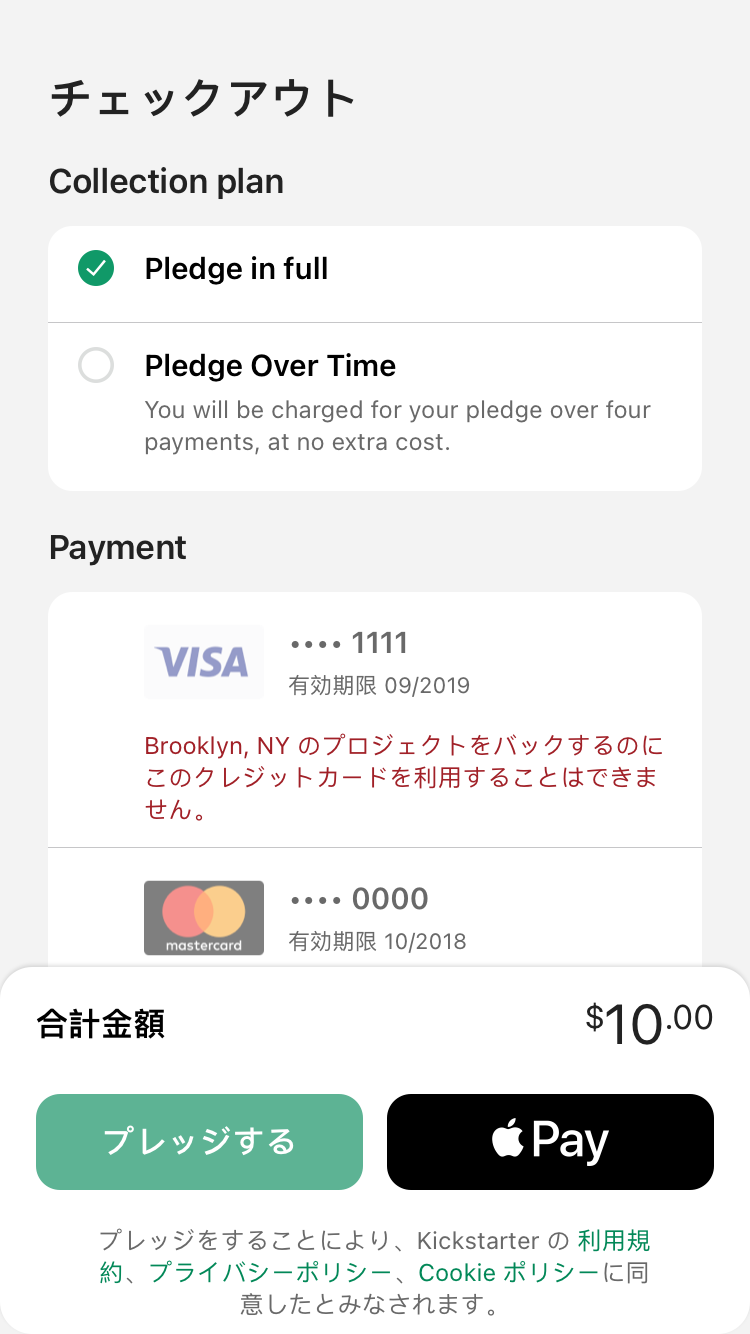 チェックアウト
Collection plan
Pledge in full
Pledge Over Time
You will be charged for your pledge over four
payments, at no extra cost.
Payment
VISA
•••• 1111
有効期限 09/2019
Brooklyn, NY のプロジェクトをバックするのに
このクレジットカードを利用することはできま
せん。
•••• 0000
mastercard
有効期限 10/2018
合計金額
$10.00
プレッジする
Pay
プレッジをすることにより、Kickstarter の 利用規
約、プライバシーポリシー、Cookie ポリシーに同
意したとみなされます。